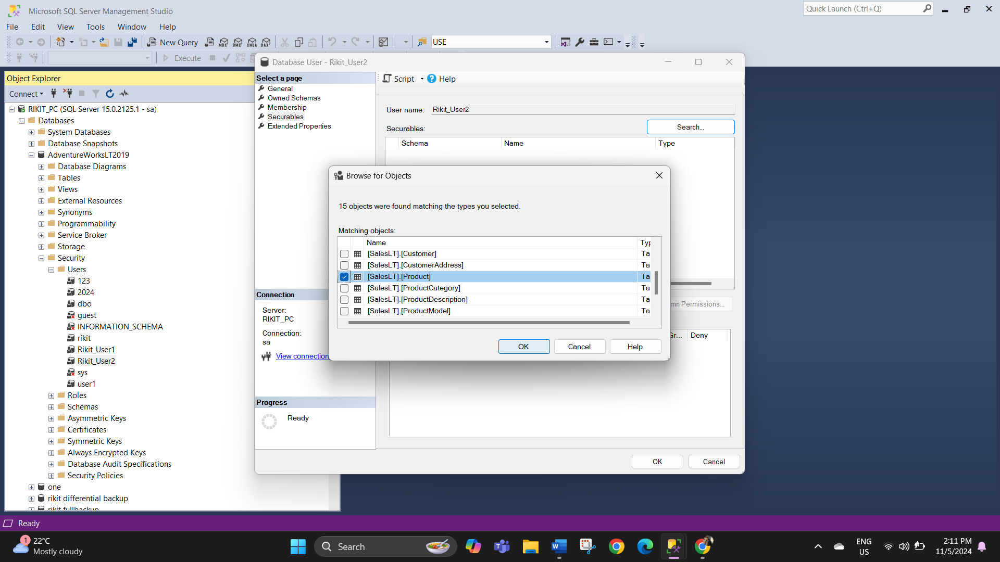 Microsoft SQL Server Management Studio
Quick Launch (Ctrl+Q)
File Edit View Tools Window Help
New Query MDX DMX XMLA DAX USE
Execute
Object Explorer
Connect
RIKIT_PC (SQL Server 15.0.2125.1 - sa)
Databases
System Databases
Database Snapshots
AdventureWorksLT2019
Database Diagrams
Tables
Views
External Resources
Synonyms
Programmability
Service Broker
Storage
Security
Users
123
2024
dbo
guest
INFORMATION_SCHEMA
rikit
Rikit_User1
Rikit_User2
sys
user1
Roles
Schemas
Asymmetric Keys
Certificates
Symmetric Keys
Always Encrypted Keys
Database Audit Specifications
Security Policies
one
rikit differential backup
rikit fullbackup
Database User - Rikit_User2
Select a page
General
Owned Schemas
Membership
Securables
Extended Properties
Script Help
User name: Rikit_User2
Securables: Search...
Schema Name Type
Connection
Server:
RIKIT_PC
Connection:
sa
View connection
Progress
Ready
mn Permissions...
Gr... Deny
OK Cancel
Browse for Objects
15 objects were found matching the types you selected.
Matching objects:
Name Typ
[SalesLT].[Customer] Ta
[SalesLT].[CustomerAddress] Ta
[SalesLT].[Product] Ta
[SalesLT].[ProductCategory] Ta
[SalesLT].[ProductDescription] Ta
[SalesLT].[ProductModel] Ta
OK Cancel Help
Ready
1
22°C
Mostly cloudy
Search
ENG
US
2:11 PM
11/5/2024